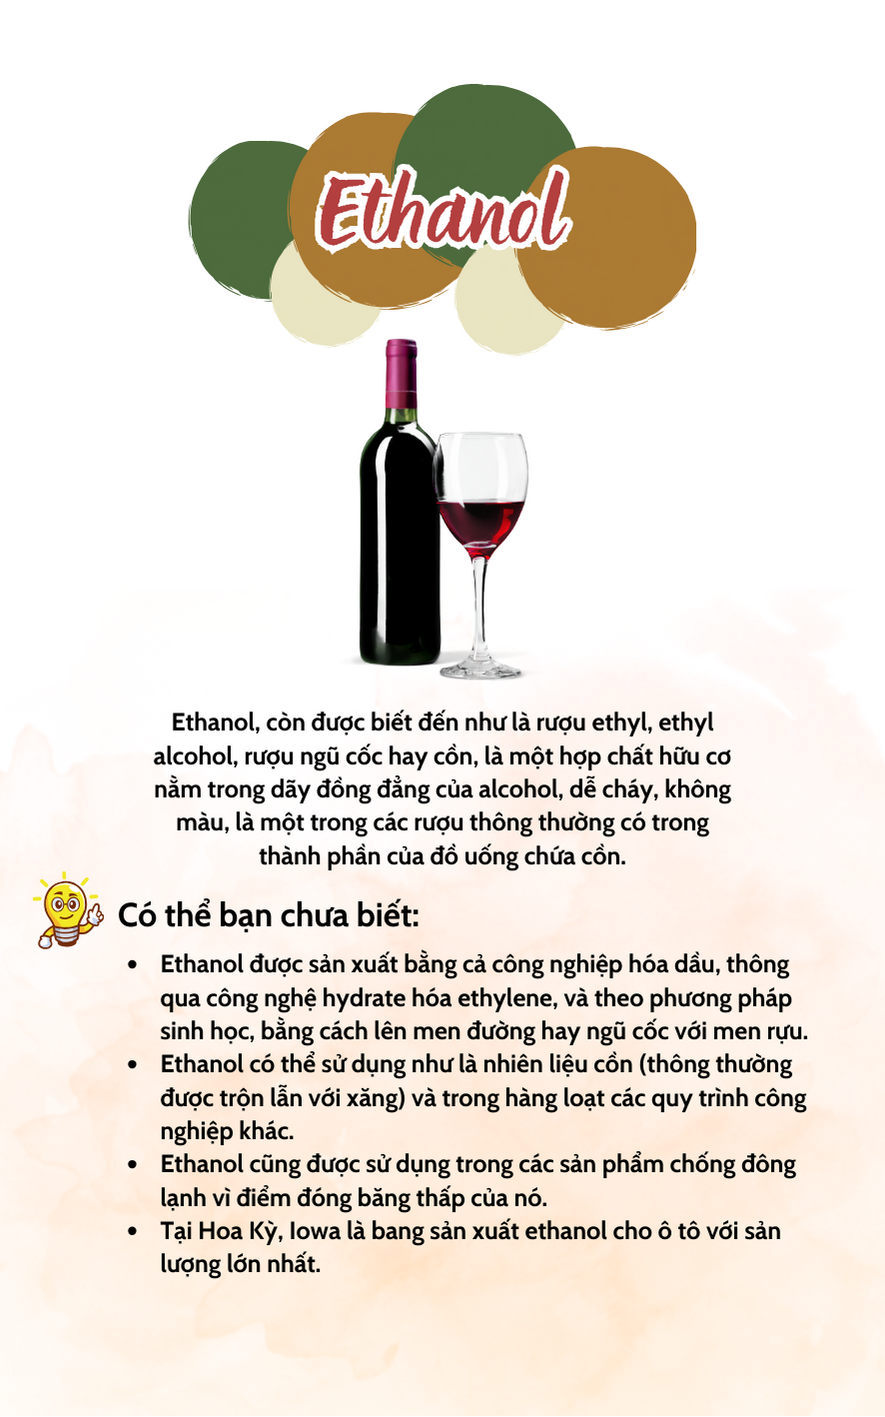 Ethanol
Ethanol, còn được biết đến như là rượu ethyl, ethyl
alcohol, rượu ngũ cốc hay cồn, là một hợp chất hữu cơ
nằm trong dãy đồng đẳng của alcohol, dễ cháy, không
màu, là một trong các rượu thông thường có trong
thành phần của đồ uống chứa cồn.
Có thể bạn chưa biết:
• Ethanol được sản xuất bằng cả công nghiệp hóa dầu, thông
qua công nghệ hydrate hóa ethylene, và theo phương pháp
sinh học, bằng cách lên men đường hay ngũ cốc với men rựu.
• Ethanol có thể sử dụng như là nhiên liệu cồn (thông thường
được trộn lẫn với xăng) và trong hàng loạt các quy trình công
nghiệp khác.
• Ethanol cũng được sử dụng trong các sản phẩm chống đông
lạnh vì điểm đóng băng thấp của nó.
• Tại Hoa Kỳ, Iowa là bang sản xuất ethanol cho ô tô với sản
lượng lớn nhất.